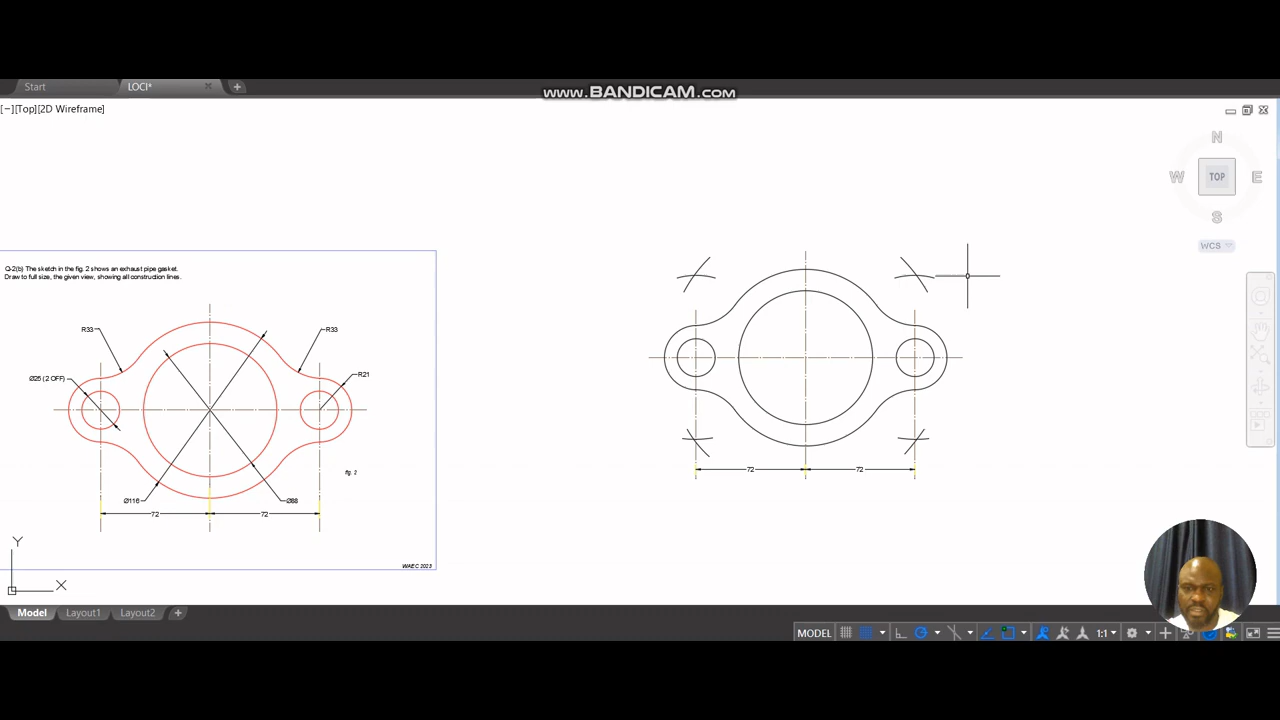 Start
LOCI*
www.BANDICAM.com
[−][Top][2D Wireframe]
N
W
TOP
E
S
WCS
Q-2(b) The sketch in the fig. 2 shows an exhaust pipe gasket.
Draw to full size, the given view, showing all construction lines.
R33
R33
Ø25 (2 OFF)
R21
fig. 2
Ø116
Ø88
72
72
72
72
WAEC 2023
Y
X
Model
Layout1
Layout2
MODEL
1:1